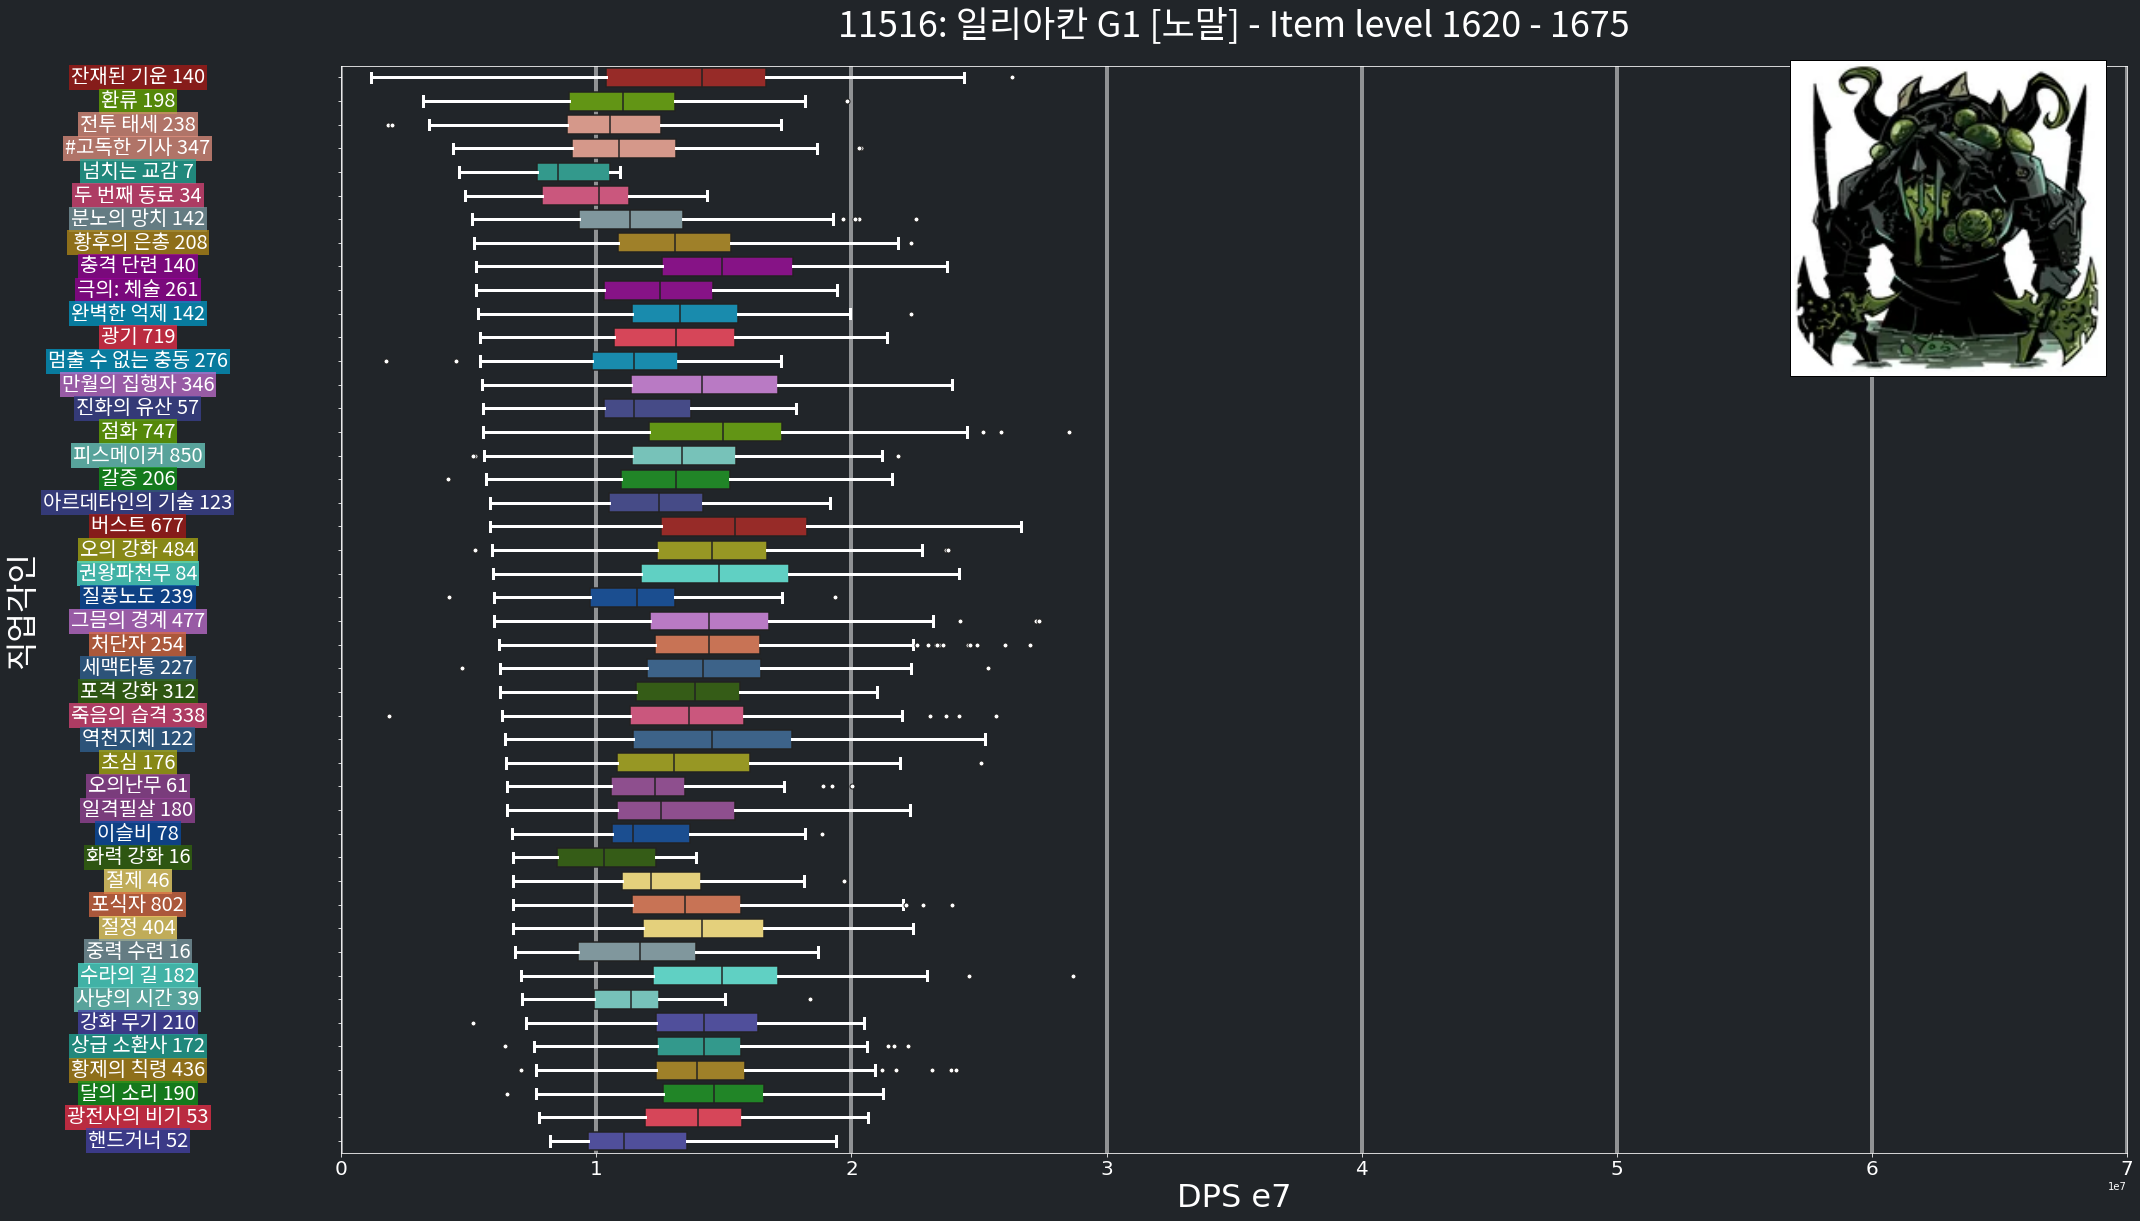 11516: 일리아칸 G1 [노말] - Item level 1620 - 1675
잔재된 기운 140
환류 198
전투 태세 238
#고독한 기사 347
넘치는 교감 7
두 번째 동료 34
분노의 망치 142
황후의 은총 208
충격 단련 140
극의: 체술 261
완벽한 억제 142
광기 719
멈출 수 없는 충동 276
만월의 집행자 346
진화의 유산 57
점화 747
피스메이커 850
갈증 206
아르데타인의 기술 123
버스트 677
오의 강화 484
권왕파천무 84
질풍노도 239
그믐의 경계 477
처단자 254
세맥타통 227
포격 강화 312
죽음의 습격 338
역천지체 122
초심 176
오의난무 61
일격필살 180
이슬비 78
화력 강화 16
절제 46
포식자 802
절정 404
중력 수련 16
수라의 길 182
사냥의 시간 39
강화 무기 210
상급 소환사 172
황제의 칙령 436
달의 소리 190
광전사의 비기 53
핸드거너 52
직업각인
0 1 2 3 4 5 6 7
1e7
DPS e7